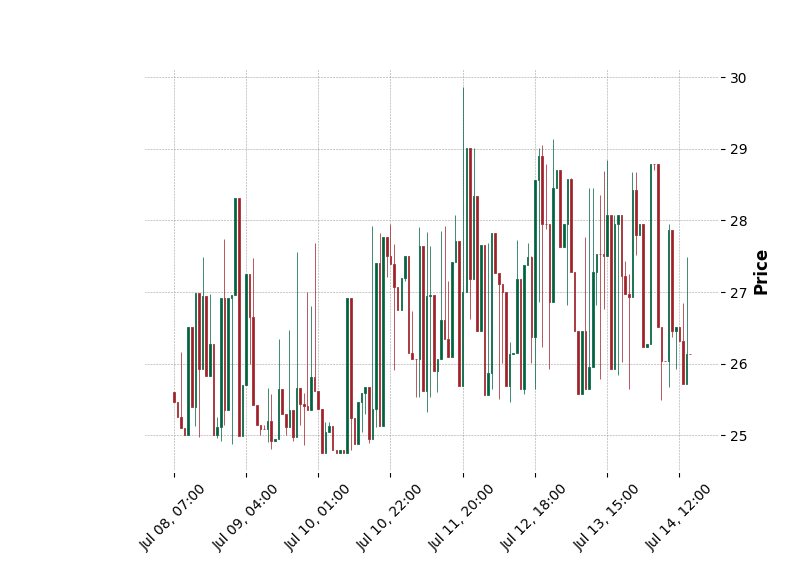 30
29
28
27
26
25
Price
Jul 08, 07:00
Jul 09, 04:00
Jul 10, 01:00
Jul 10, 22:00
Jul 11, 20:00
Jul 12, 18:00
Jul 13, 15:00
Jul 14, 12:00